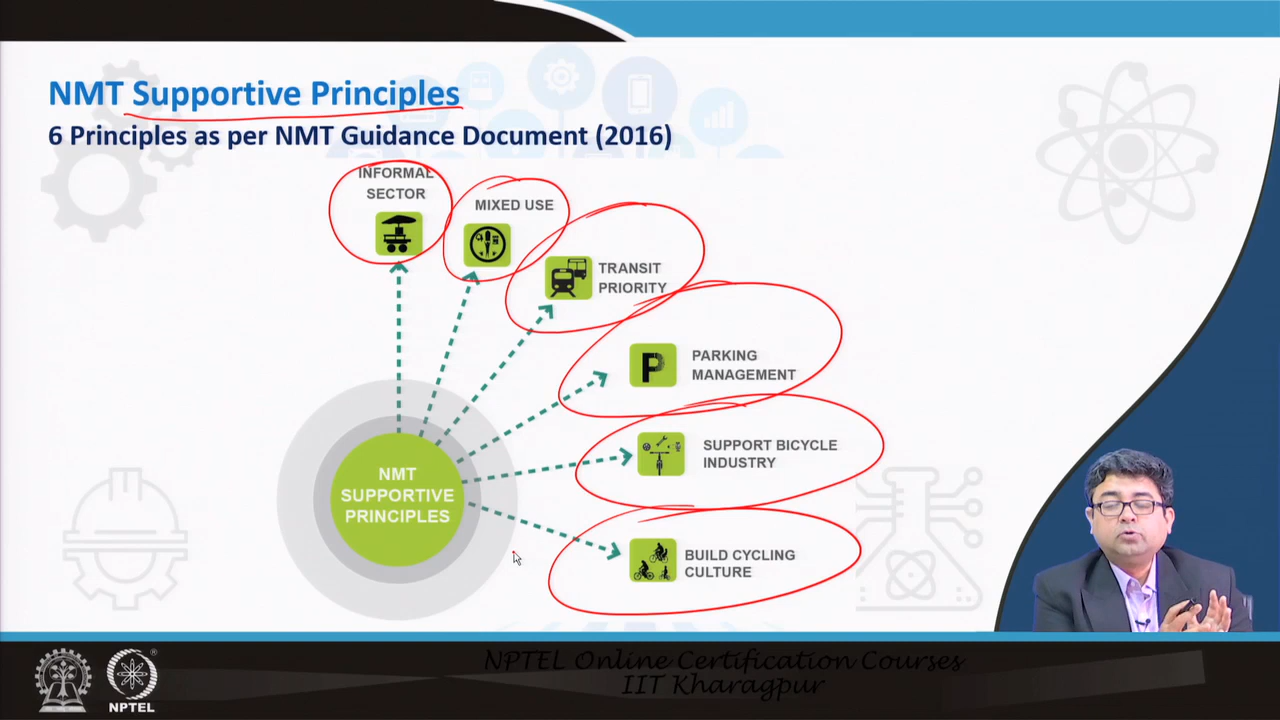 NMT Supportive Principles
6 Principles as per NMT Guidance Document (2016)
INFORMAL
SECTOR
MIXED USE
TRANSIT
PRIORITY
P
PARKING
MANAGEMENT
SUPPORT BICYCLE
INDUSTRY
BUILD CYCLING
CULTURE
NMT
SUPPORTIVE
PRINCIPLES
NPTEL Online Certification Courses
IIT Kharagpur
NPTEL